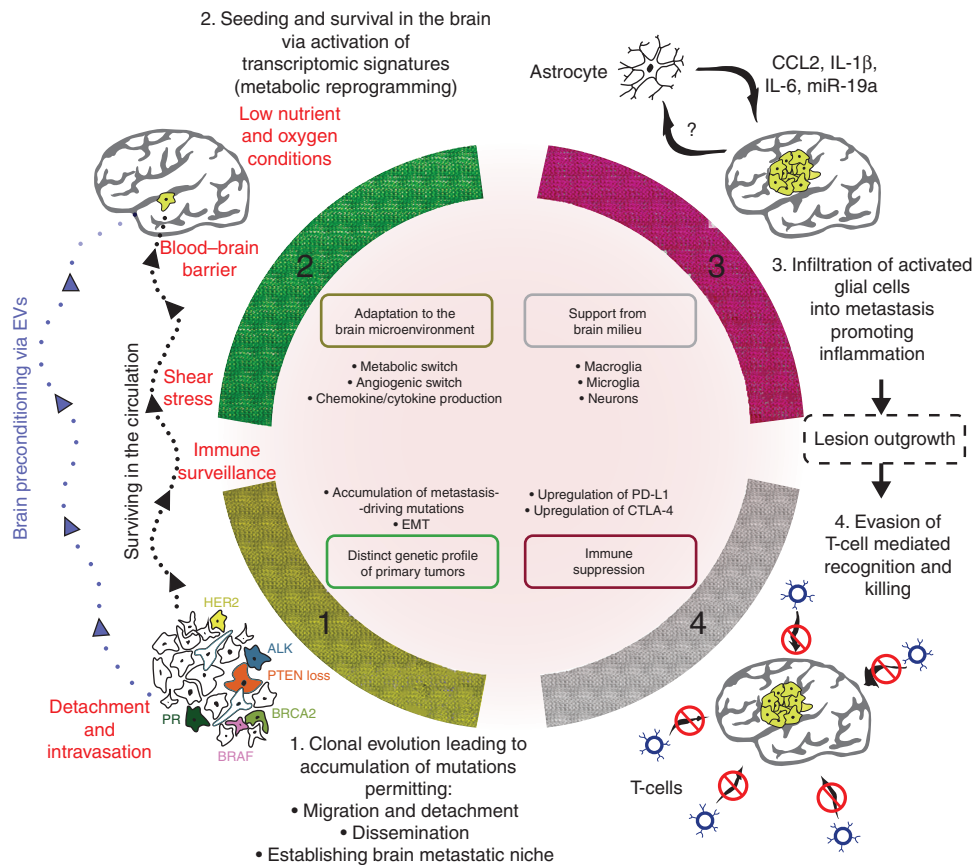 2. Seeding and survival in the brain
via activation of
transcriptomic signatures
(metabolic reprogramming)
Low nutrient
and oxygen
conditions
Blood–brain
barrier
Shear
stress
Immune
surveillance
Brain preconditioning via EVs
Surviving in the circulation
Detachment
and
intravasation
HER2
ALK
PTEN loss
PR
BRCA2
BRAF
1. Clonal evolution leading to
accumulation of mutations
permitting:
• Migration and detachment
• Dissemination
• Establishing brain metastatic niche
Astrocyte
CCL2, IL-1β,
IL-6, miR-19a
?
3. Infiltration of activated
glial cells
into metastasis
promoting
inflammation
Lesion outgrowth
4. Evasion of
T-cell mediated
recognition and
killing
T-cells
2
3
1
4
Adaptation to the
brain microenvironment
• Metabolic switch
• Angiogenic switch
• Chemokine/cytokine production
Support from
brain milieu
• Macroglia
• Microglia
• Neurons
• Accumulation of metastasis-
-driving mutations
• EMT
Distinct genetic profile
of primary tumors
• Upregulation of PD-L1
• Upregulation of CTLA-4
Immune
suppression